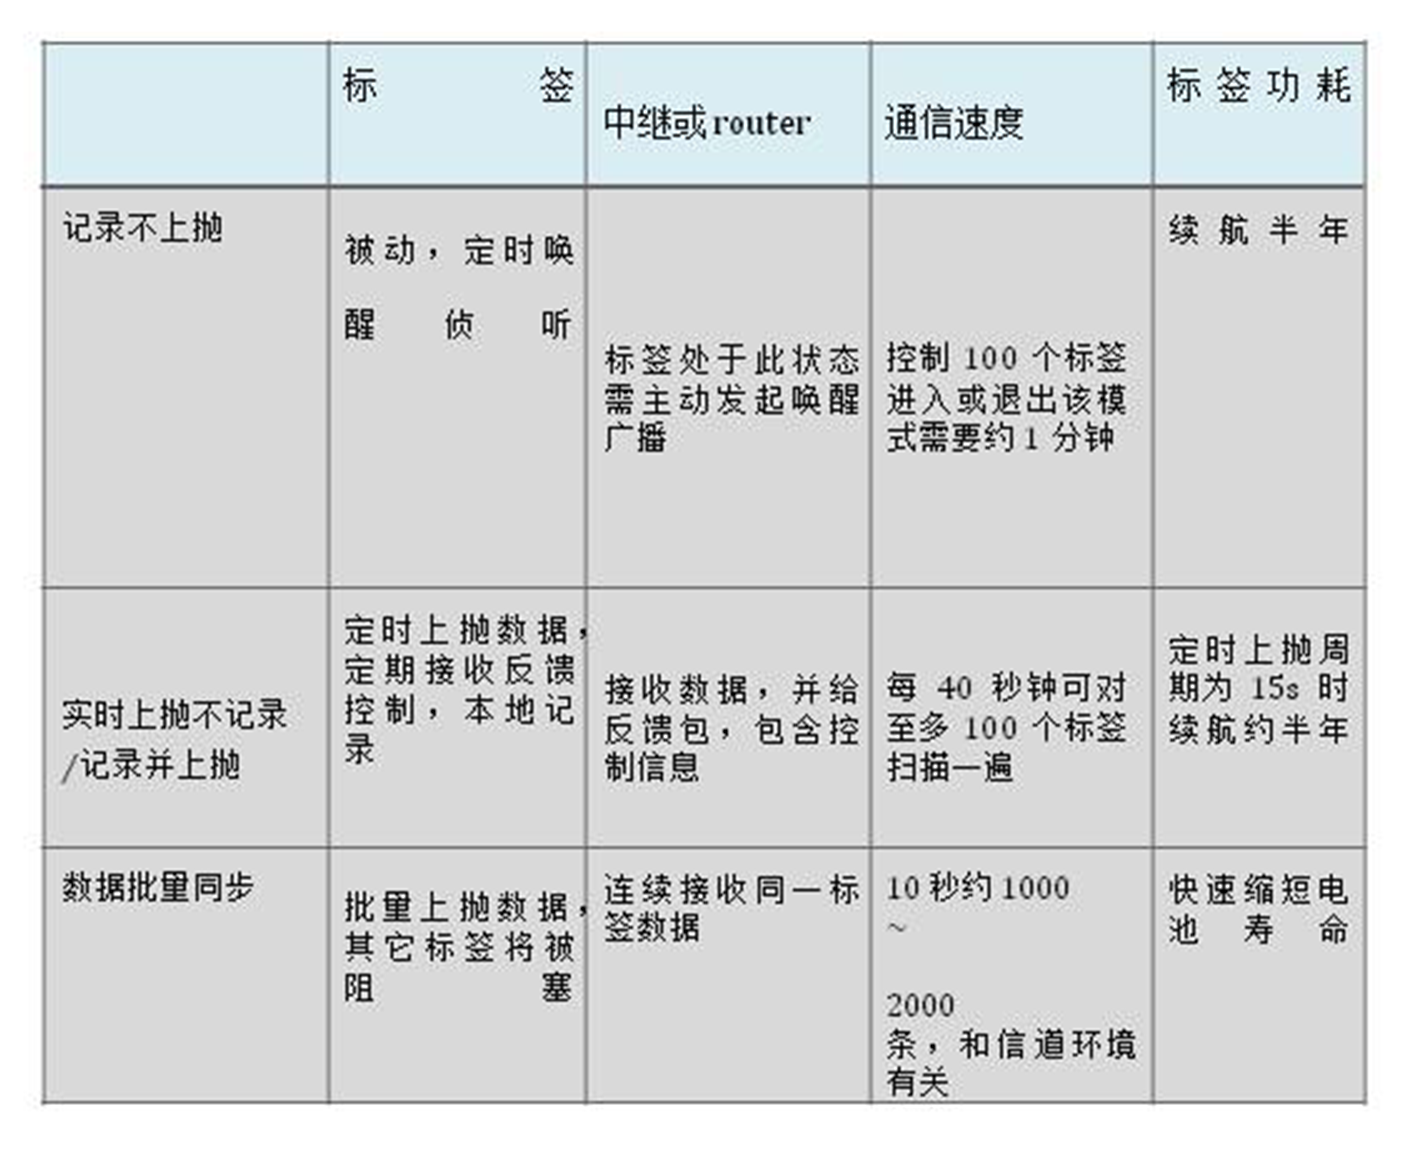 标签
中继或router
通信速度
标签功耗
记录不上抛
被动，定时唤
醒侦听
标签处于此状态
需主动发起唤醒
广播
控制 100 个标签
进入或退出该模
式需要约1 分钟
续航半年
实时上抛不记录
/记录并上抛
定时上抛数据，
定期接收反馈
控制，本地记
录
接收数据，并给
反馈包，包含控
制信息
每 40 秒钟可对
至多 100 个标签
扫描一遍
定时上抛周
期为 15s 时
续航约半年
数据批量同步
批量上抛数据，
其它标签将被
阻塞
连续接收同一标
签数据
10秒约1000
~
2000
条，和信道环境
有关
快速缩短电
池寿命